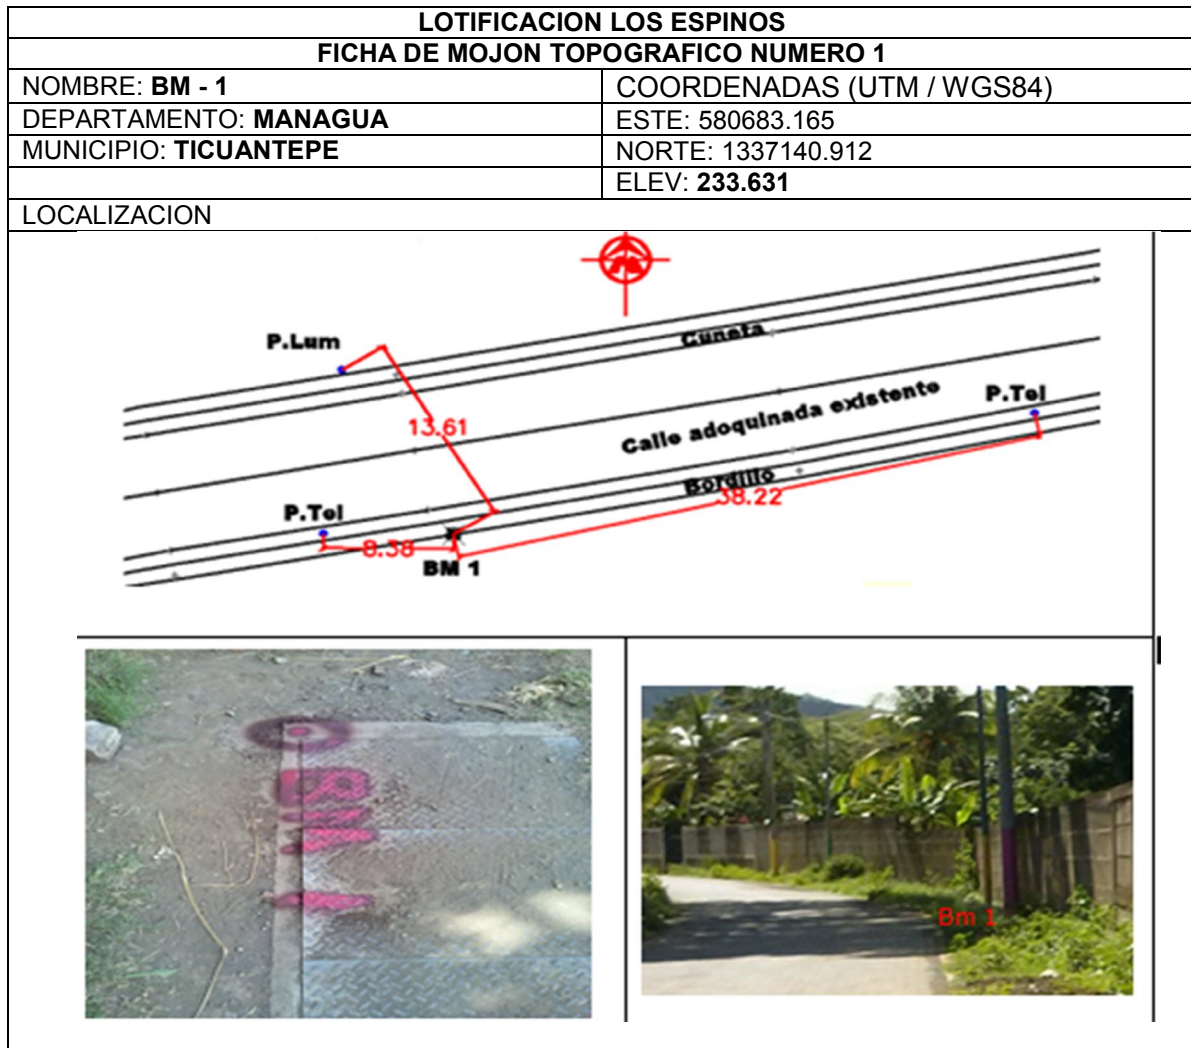 LOTIFICACION LOS ESPINOS
FICHA DE MOJON TOPOGRAFICO NUMERO 1
NOMBRE: BM - 1
COORDENADAS (UTM / WGS84)
DEPARTAMENTO: MANAGUA
ESTE: 580683.165
MUNICIPIO: TICUANTEPE
NORTE: 1337140.912
ELEV: 233.631
LOCALIZACION
P.Lum
Cuneta
13.61
Calle adoquinada existente
P.Tel
Bordillo
38.22
P.Tel
8.38
BM 1
BM 1
Bm 1